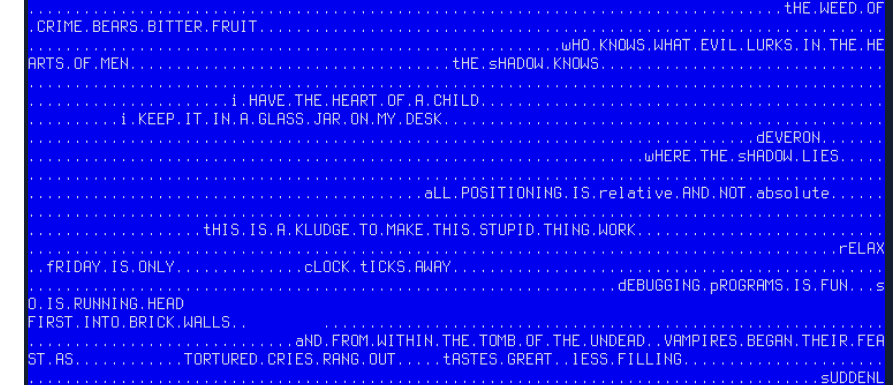 tHE.WEED.OF
.CRIME.BEARS.BITTER.FRUIT
wHO.KNOWS.WHAT.EVIL.LURKS.IN.THE.HE
ARTS.OF.MEN...tHE.sHADOW.KNOWS
i.HAVE.THE.HEART.OF.A.CHILD
i.KEEP.IT.IN.A.GLASS.JAR.ON.MY.DESK
dEVERON
wHERE.THE.sHADOW.LIES
aLL.POSITIONING.IS.relative.AND.NOT.absolute
tHIS.IS.A.KLUDGE.TO.MAKE.THIS.STUPID.THING.WORK
rELAX
..fRIDAY.IS.ONLY...cLOCK.tICKS.AWAY
dEBUGGING.pROGRAMS.IS.FUN...s
O.IS.RUNNING.HEAD
FIRST.INTO.BRICK.WALLS..
aND.FROM.WITHIN.THE.TOMB.OF.THE.UNDEAD..VAMPIRES.BEGAN.THEIR.FEA
ST.AS...TORTURED.CRIES.RANG.OUT.....tASTES.GREAT..lESS.FILLING
sUDDENL